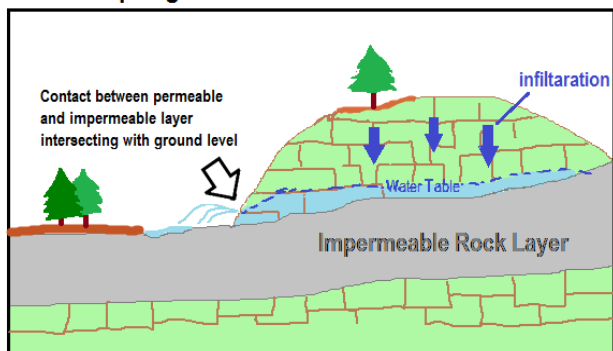 Contact between permeable
and impermeable layer
intersecting with ground level
infiltaration
Water Table
Impermeable Rock Layer